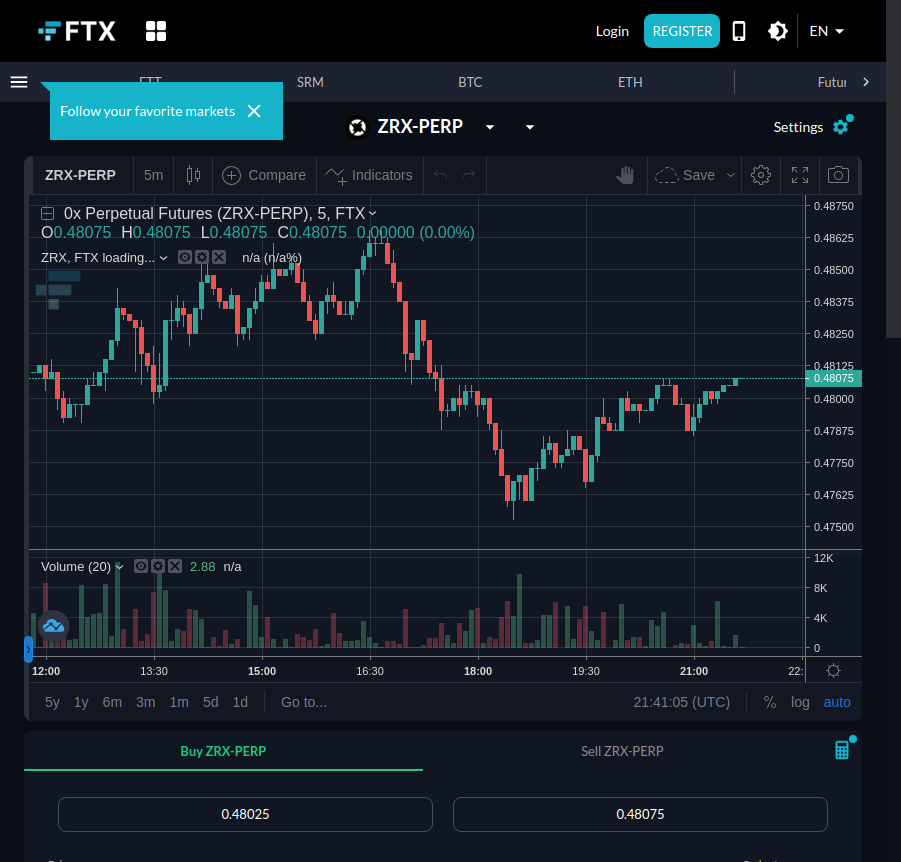 FTX
Login REGISTER EN
FTT SRM BTC ETH Futur
Follow your favorite markets
ZRX-PERP
Settings
ZRX-PERP 5m Compare Indicators Save
0x Perpetual Futures (ZRX-PERP), 5, FTX
O0.48075 H0.48075 L0.48075 C0.48075 0.00000 (0.00%)
ZRX, FTX loading... n/a (n/a%)
0.48750
0.48625
0.48500
0.48375
0.48250
0.48125
0.48075
0.48000
0.47875
0.47750
0.47625
0.47500
Volume (20) 2.88 n/a
12K
8K
4K
0
12:00 13:30 15:00 16:30 18:00 19:30 21:00 22:
5y 1y 6m 3m 1m 5d 1d Go to... 21:41:05 (UTC) % log auto
Buy ZRX-PERP Sell ZRX-PERP
0.48025 0.48075